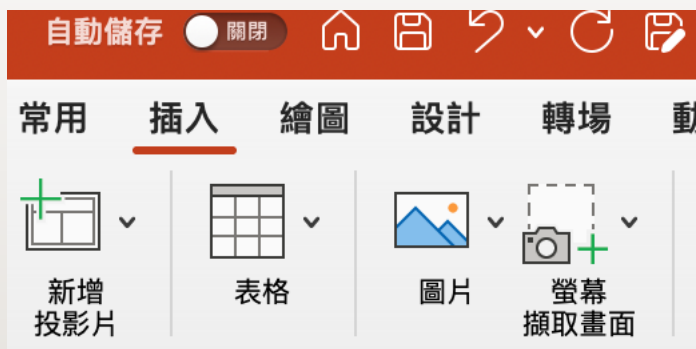 自動儲存 關閉
常用 插入 繪圖 設計 轉場 動
新增 表格 圖片 螢幕
投影片 擷取畫面